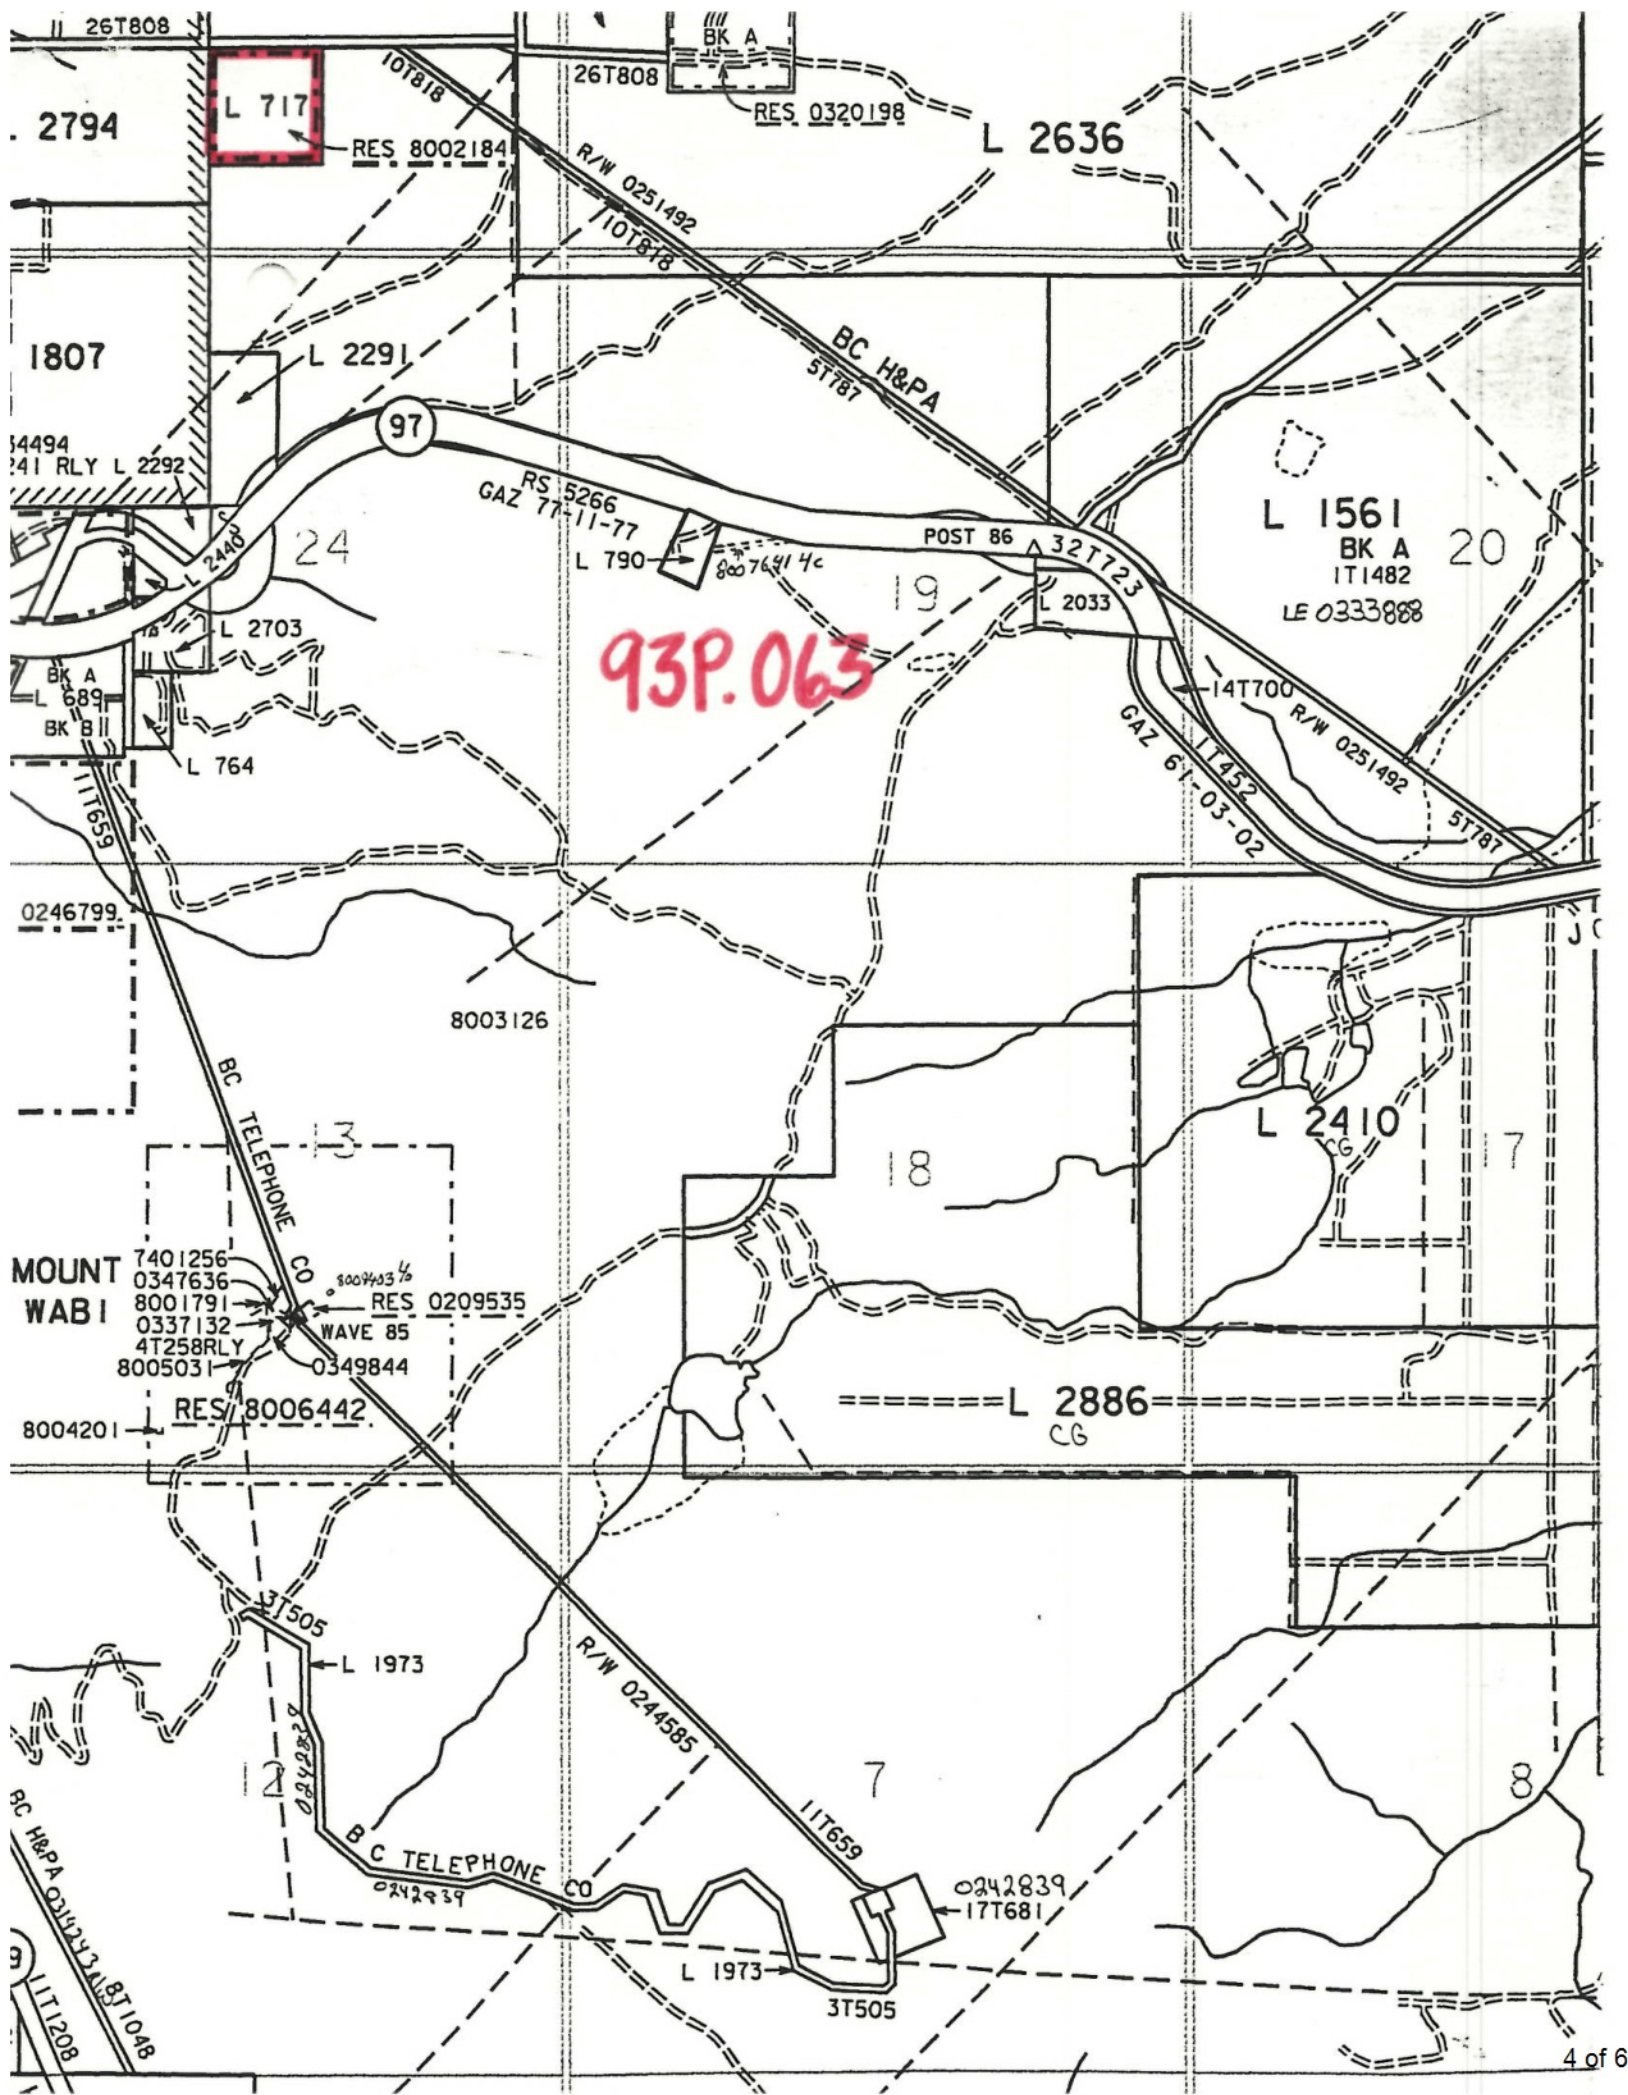 26T808
BK A
10T818
26T808
L 717
RES 0320198
2794
L 2636
RES 8002184
R/W 0251492
10T818
1807
L 2291
BC H&PA
5T787
97
RLY L 2292
RS 5266
GAZ 77-11-77
L 1561
BK A
1T1482
LE 0333888
20
24
L 2440
POST 86
32T723
L 790
19
L 2033
L 2703
93P.063
BK A
L 689
BK B
14T700
R/W 0251492
L 764
GAZ 61-03-02
1T452
11T659
5T787
0246799
8003126
BC TELEPHONE CO
13
L 2410
CG
18
17
MOUNT
WABI
7401256
0347636
8001791
RES 0209535
0337132
WAVE 85
4T258RLY
8005031
0349844
RES 8006442
L 2886
CG
8004201
3T505
L 1973
R/W 0244585
0242839
12
7
8
BC H&PA
11T659
B C TELEPHONE CO
0242839
0242839
17T681
L 1973
3T505
8T1048
11T1208
4 of 6